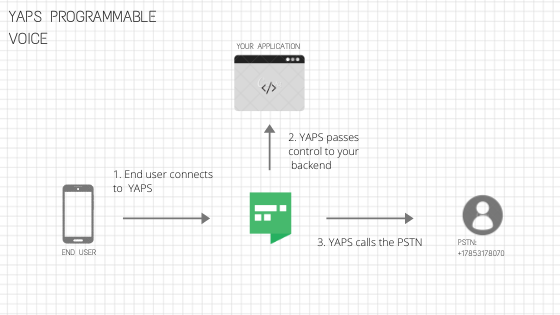 YAPS PROGRAMMABLE
VOICE
YOUR APPLICATION
</>
2. YAPS passes
control to your
backend
1. End user connects
to YAPS
END USER
3. YAPS calls the PSTN
PSTN:
+17853178070